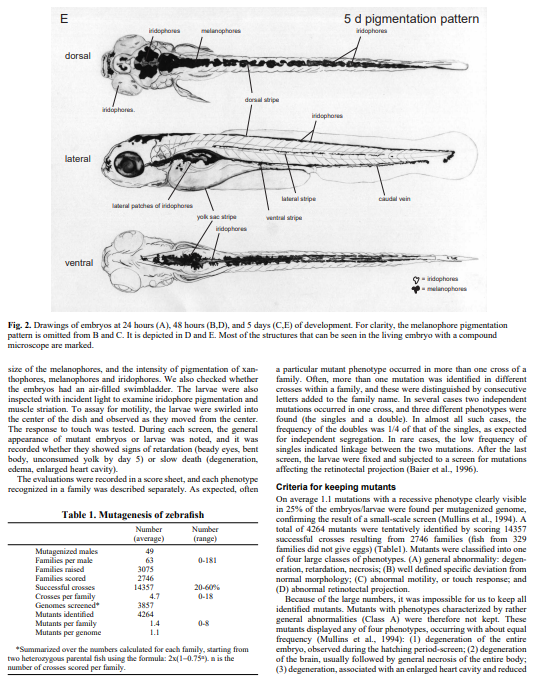 E
5 d pigmentation pattern
iridophores
melanophores
iridophores
dorsal
iridophores.
dorsal stripe
iridophores
lateral
lateral patches of iridophores
lateral stripe
caudal vein
yolk sac stripe
ventral stripe
iridophores
ventral
= iridophores
= melanophores
Fig. 2. Drawings of embryos at 24 hours (A), 48 hours (B,D), and 5 days (C,E) of development. For clarity, the melanophore pigmentation
pattern is omitted from B and C. It is depicted in D and E. Most of the structures that can be seen in the living embryo with a compound
microscope are marked.
size of the melanophores, and the intensity of pigmentation of xan-
thophores, melanophores and iridophores. We also checked whether
the embryos had an air-filled swimbladder. The larvae were also
inspected with incident light to examine iridophore pigmentation and
muscle striation. To assay for motility, the larvae were swirled into
the center of the dish and observed as they moved from the center.
The response to touch was tested. During each screen, the general
appearance of mutant embryos or larvae was noted, and it was
recorded whether they showed signs of retardation (beady eyes, bent
body, unconsumed yolk by day 5) or slow death (degeneration,
edema, enlarged heart cavity).
The evaluations were recorded in a score sheet, and each phenotype
recognized in a family was described separately. As expected, often
Table 1. Mutagenesis of zebrafish
Number Number
(average) (range)
Mutagenized males 49
Families per male 63 0-181
Families raised 3075
Families scored 2746
Successful crosses 14357 20-60%
Crosses per family 4.7 0-18
Genomes screened* 3857
Mutants identified 4264
Mutants per family 1.4 0-8
Mutants per genome 1.1
*Summarized over the numbers calculated for each family, starting from
two heterozygous parental fish using the formula: 2x(1−0.75ⁿ). n is the
number of crosses scored per family.
a particular mutant phenotype occurred in more than one cross of a
family. Often, more than one mutation was identified in different
crosses within a family, and these were distinguished by consecutive
letters added to the family name. In several cases two independent
mutations occurred in one cross, and three different phenotypes were
found (the singles and a double). In almost all such cases, the
frequency of the doubles was 1/4 of that of the singles, as expected
for independent segregation. In rare cases, the low frequency of
singles indicated linkage between the two mutations. After the last
screen, the larvae were fixed and subjected to a screen for mutations
affecting the retinotectal projection (Baier et al., 1996).
Criteria for keeping mutants
On average 1.1 mutations with a recessive phenotype clearly visible
in 25% of the embryos/larvae were found per mutagenized genome,
confirming the result of a small-scale screen (Mullins et al., 1994). A
total of 4264 mutants were tentatively identified by scoring 14357
successful crosses resulting from 2746 families (fish from 329
families did not give eggs) (Table1). Mutants were classified into one
of four large classes of phenotypes. (A) general abnormality: degen-
eration, retardation, necrosis; (B) well defined specific deviation from
normal morphology; (C) abnormal motility, or touch response; and
(D) abnormal retinotectal projection.
Because of the large numbers, it was impossible for us to keep all
identified mutants. Mutants with phenotypes characterized by rather
general abnormalities (Class A) were therefore not kept. These
mutants displayed any of four phenotypes, occurring with about equal
frequency (Mullins et al., 1994): (1) degeneration of the entire
embryo, observed during the hatching period-screen; (2) degeneration
of the brain, usually followed by general necrosis of the entire body;
(3) degeneration, associated with an enlarged heart cavity and reduced